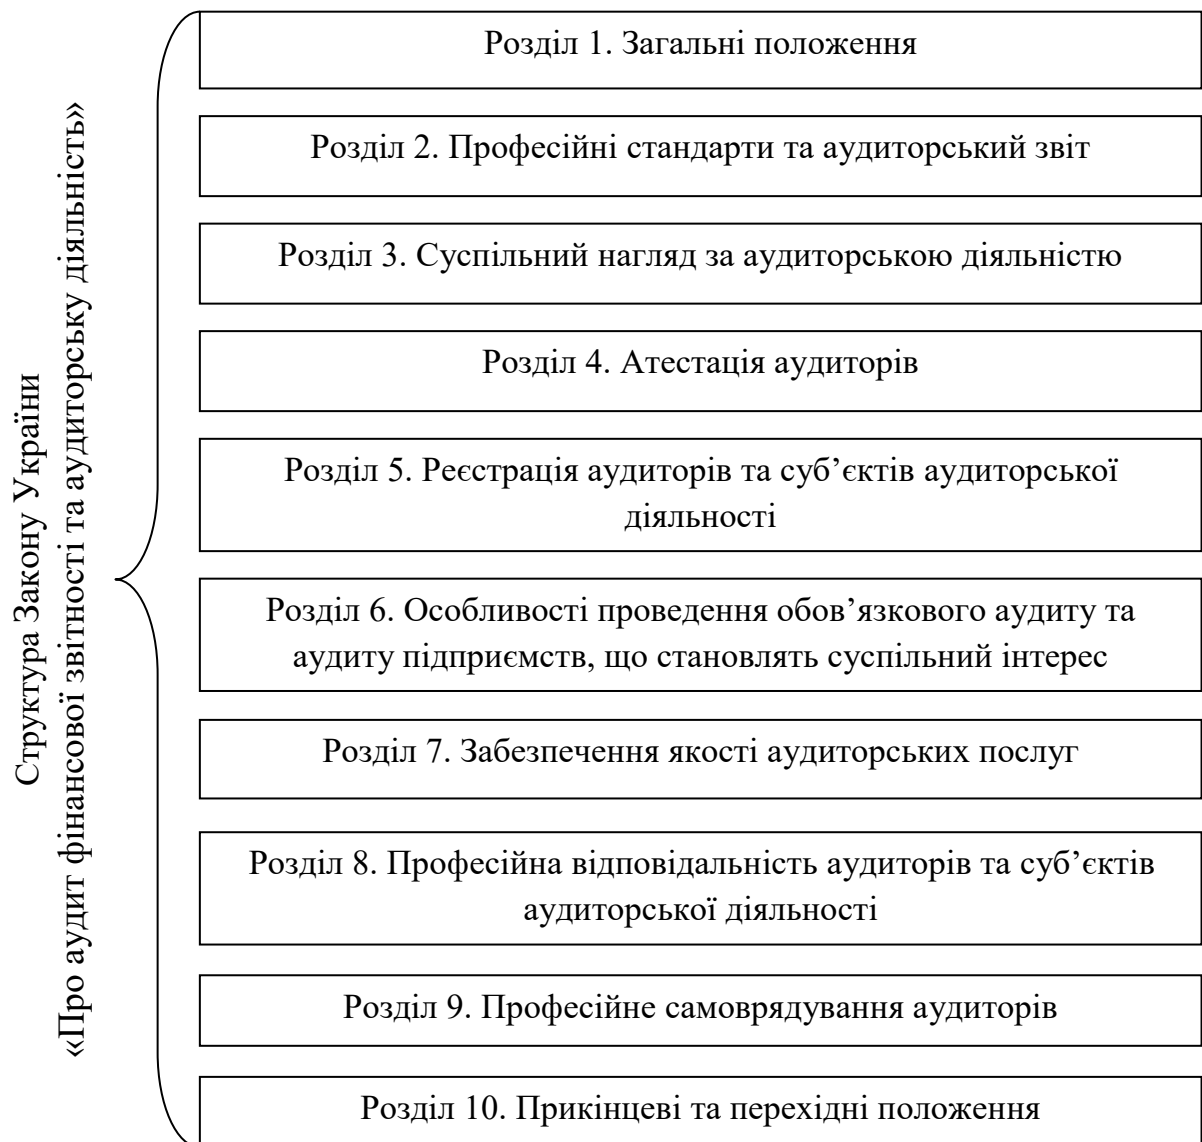 Структура Закону України
«Про аудит фінансової звітності та аудиторську діяльність»
Розділ 1. Загальні положення
Розділ 2. Професійні стандарти та аудиторський звіт
Розділ 3. Суспільний нагляд за аудиторською діяльністю
Розділ 4. Атестація аудиторів
Розділ 5. Реєстрація аудиторів та суб’єктів аудиторської
діяльності
Розділ 6. Особливості проведення обов’язкового аудиту та
аудиту підприємств, що становлять суспільний інтерес
Розділ 7. Забезпечення якості аудиторських послуг
Розділ 8. Професійна відповідальність аудиторів та суб’єктів
аудиторської діяльності
Розділ 9. Професійне самоврядування аудиторів
Розділ 10. Прикінцеві та перехідні положення